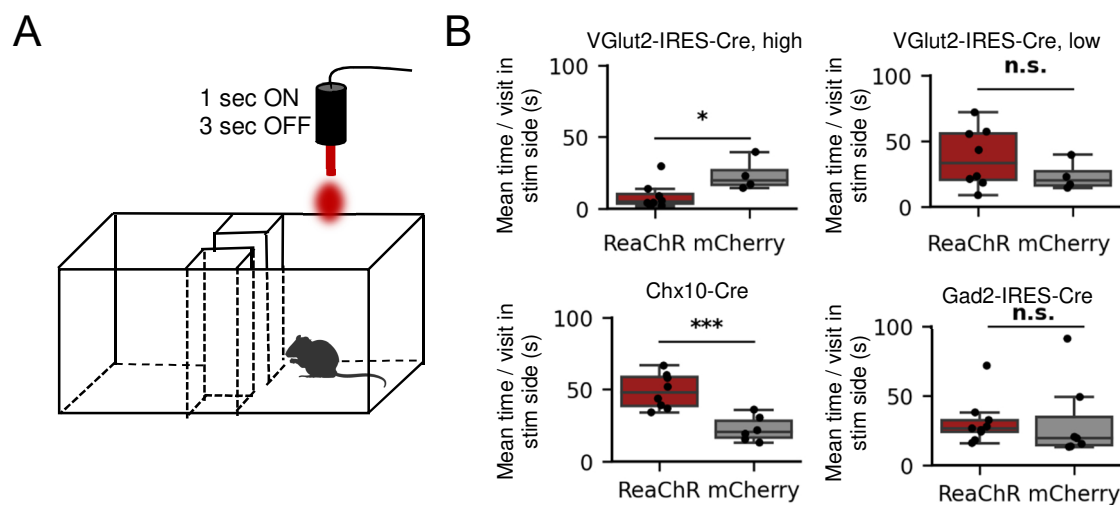 A
1 sec ON
3 sec OFF
B
VGlut2-IRES-Cre, high
Mean time / visit in
stim side (s)
100
50
0
*
ReaChR mCherry
VGlut2-IRES-Cre, low
n.s.
Mean time / visit in
stim side (s)
100
50
0
ReaChR mCherry
Chx10-Cre
Mean time / visit in
stim side (s)
100
50
0
***
ReaChR mCherry
Gad2-IRES-Cre
n.s.
Mean time / visit in
stim side (s)
100
50
0
ReaChR mCherry